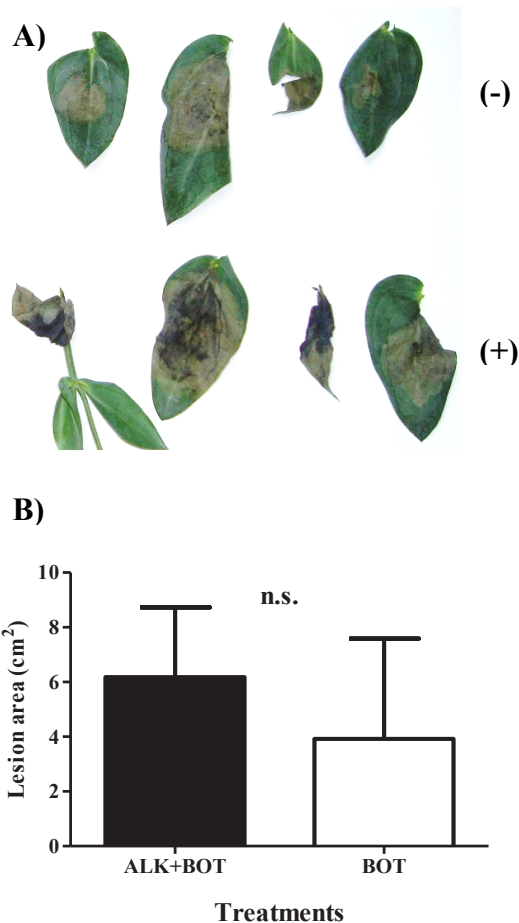 A)
(-)
(+)
B)
10
8
6
4
2
0
Lesion area (cm²)
n.s.
ALK+BOT
BOT
Treatments